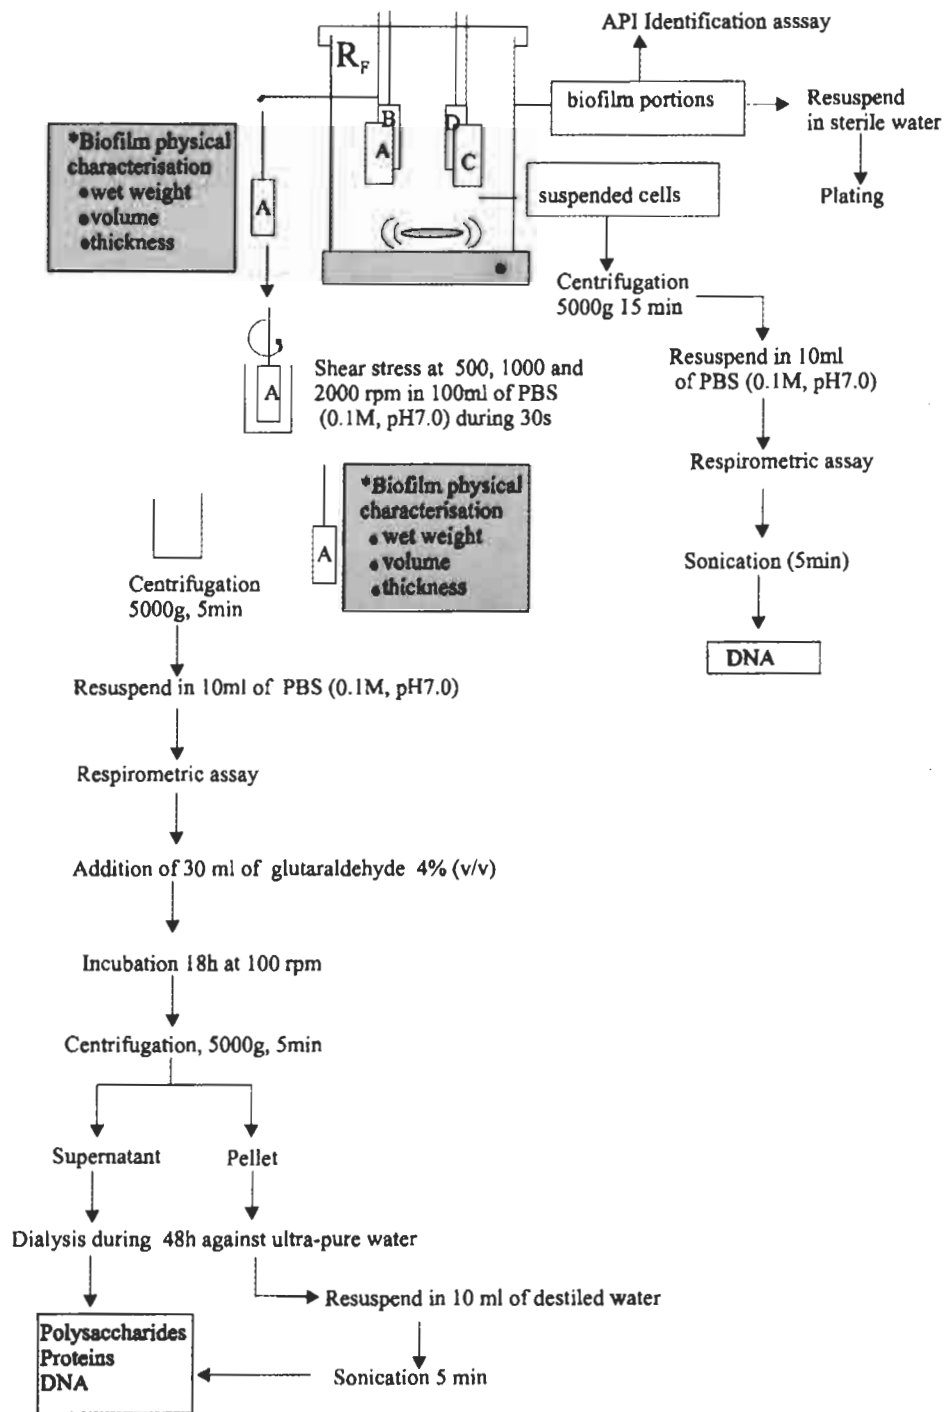 API Identification asssay
R_F
biofilm portions
Resuspend
in sterile water
Plating
B
A
D
C
*Biofilm physical
characterisation
●wet weight
●volume
●thickness
A
suspended cells
Centrifugation
5000g 15 min
Resuspend in 10ml
of PBS (0.1M, pH7.0)
Respirometric assay
Sonication (5min)
DNA
A
Shear stress at 500, 1000 and
2000 rpm in 100ml of PBS
(0.1M, pH7.0) during 30s
A
*Biofilm physical
characterisation
● wet weight
● volume
●thickness
Centrifugation
5000g, 5min
Resuspend in 10ml of PBS (0.1M, pH7.0)
Respirometric assay
Addition of 30 ml of glutaraldehyde 4% (v/v)
Incubation 18h at 100 rpm
Centrifugation, 5000g, 5min
Supernatant
Pellet
Dialysis during 48h against ultra-pure water
Resuspend in 10 ml of destiled water
Sonication 5 min
Polysaccharides
Proteins
DNA